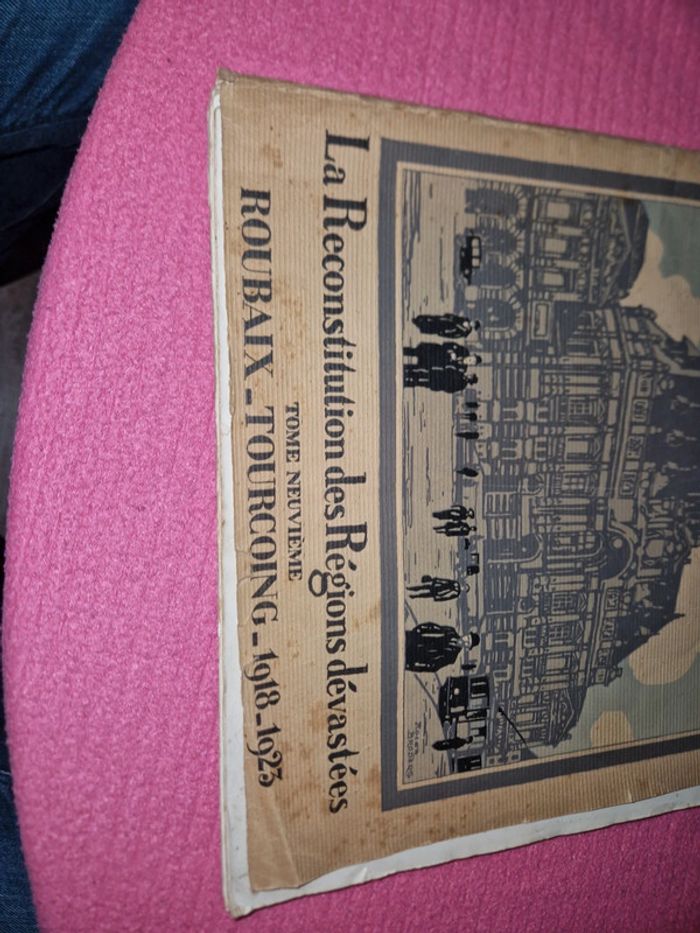 La Reconstitution des Régions dévastées
TOME NEUVIÈME
ROUBAIX - TOURCOING - 1918-1923